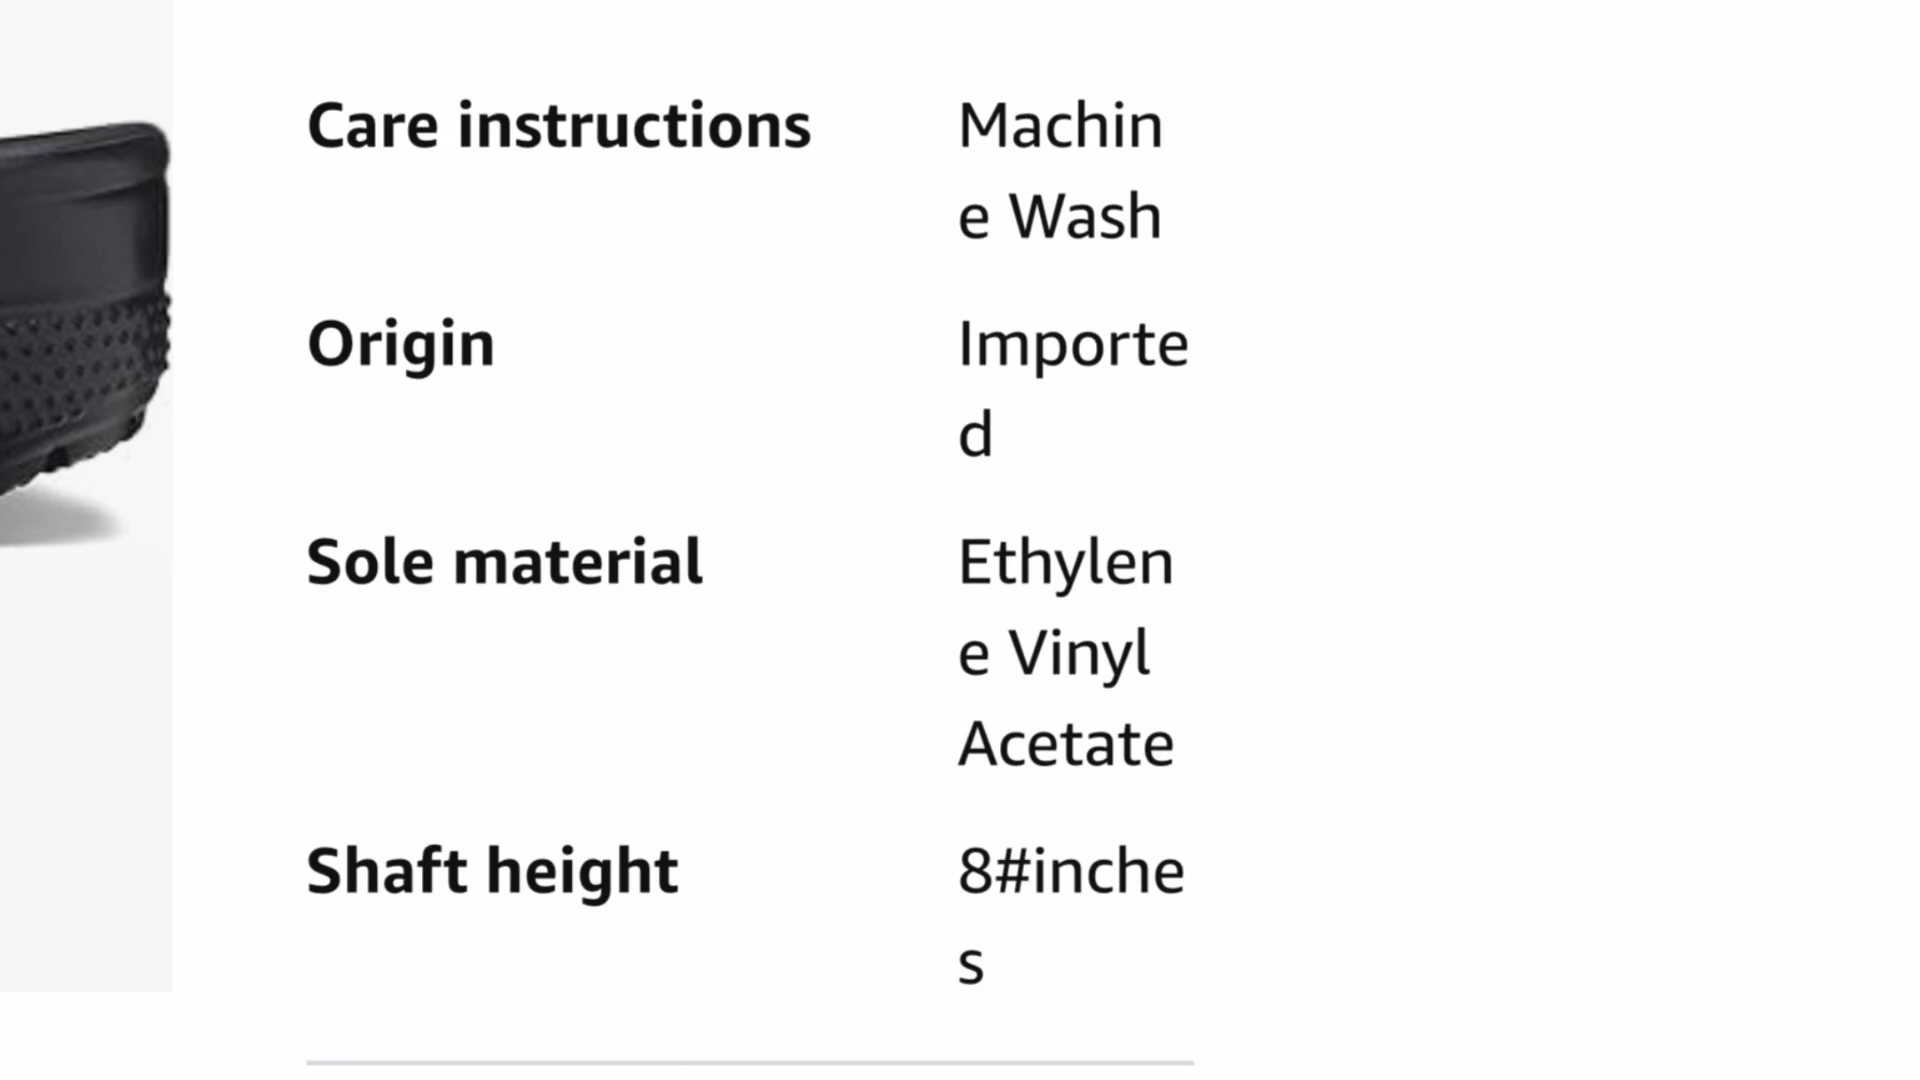 Care instructions Machin
e Wash
Origin Importe
d
Sole material Ethylen
e Vinyl
Acetate
Shaft height 8#inche
s